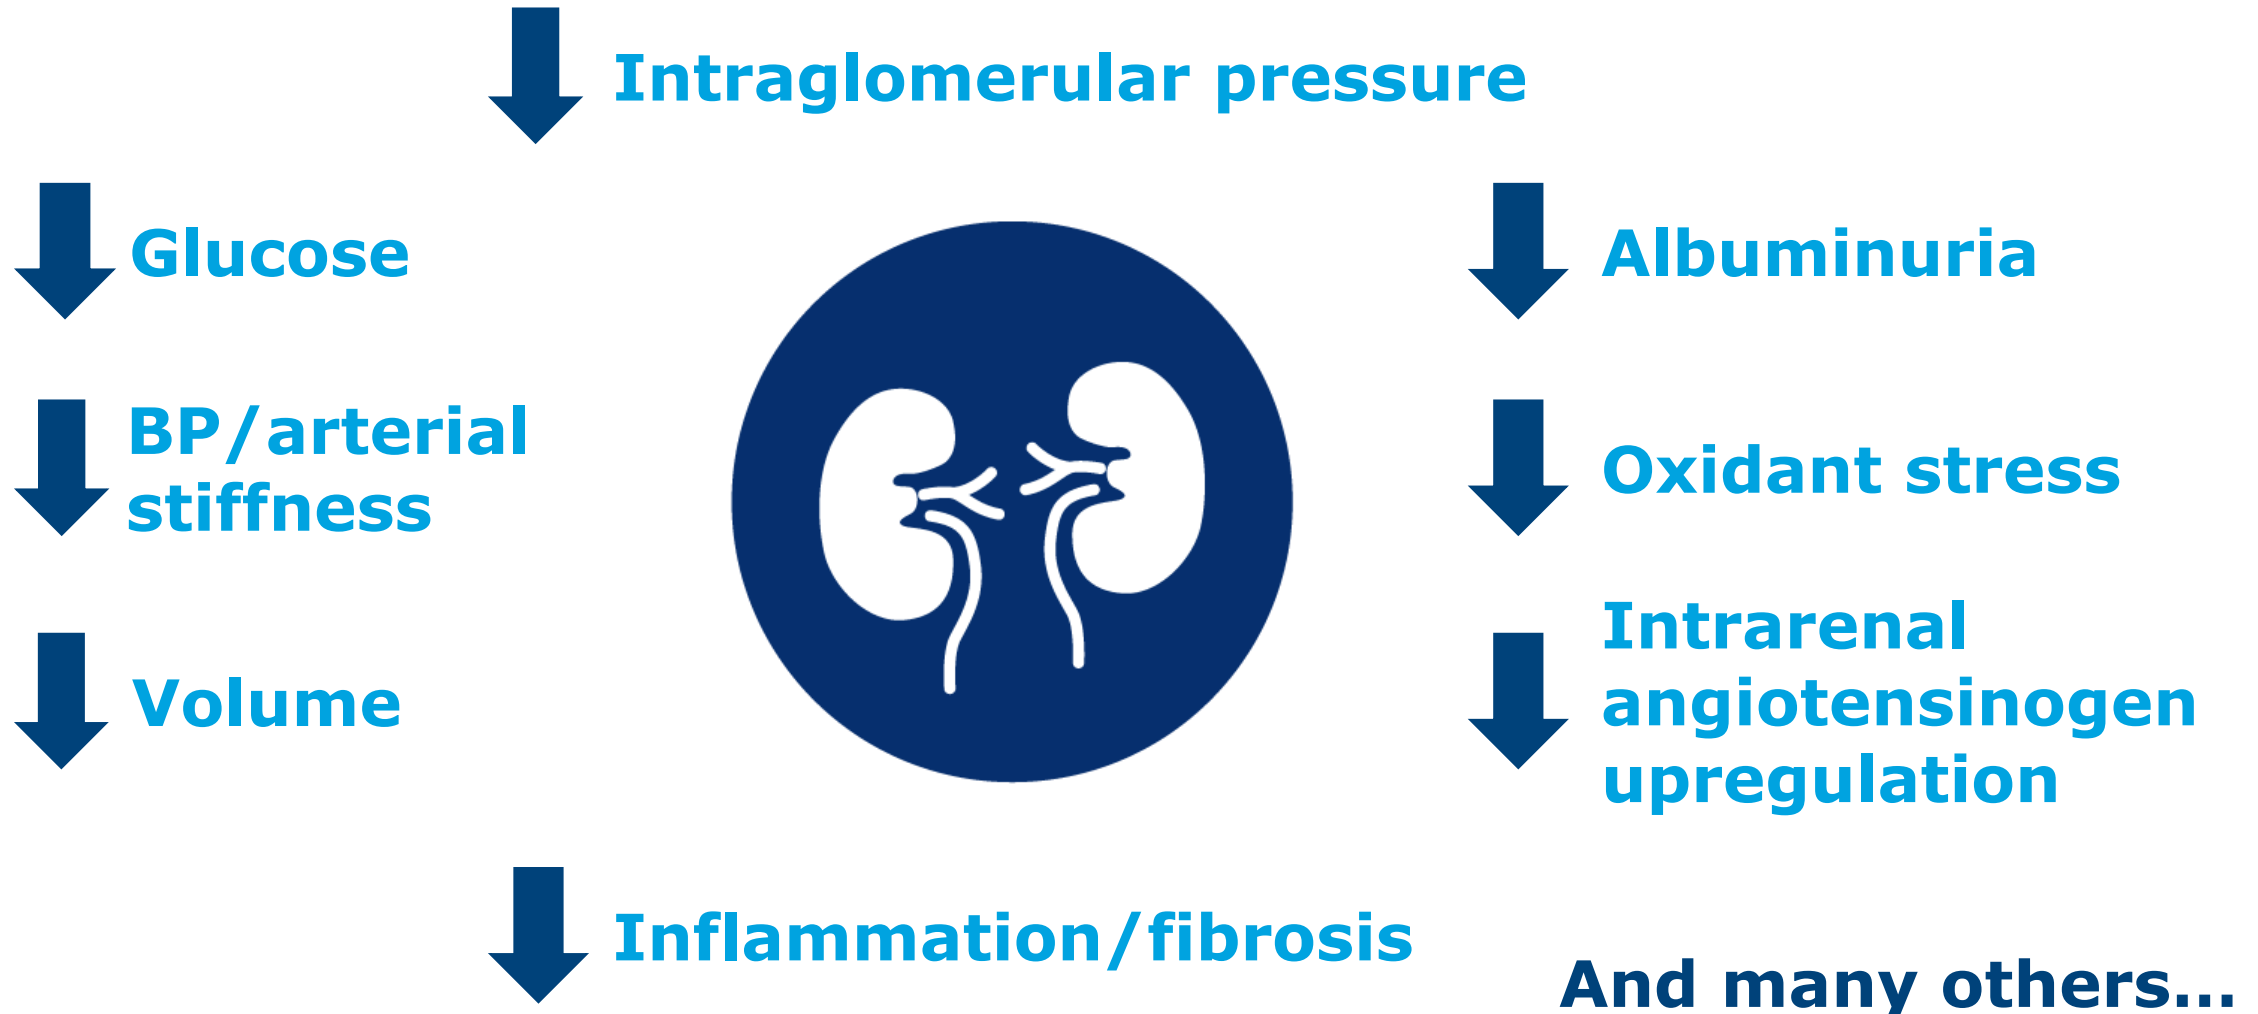 Intraglomerular pressure
Glucose
BP/arterial
stiffness
Volume
Albuminuria
Oxidant stress
Intrarenal
angiotensinogen
upregulation
Inflammation/fibrosis
And many others...